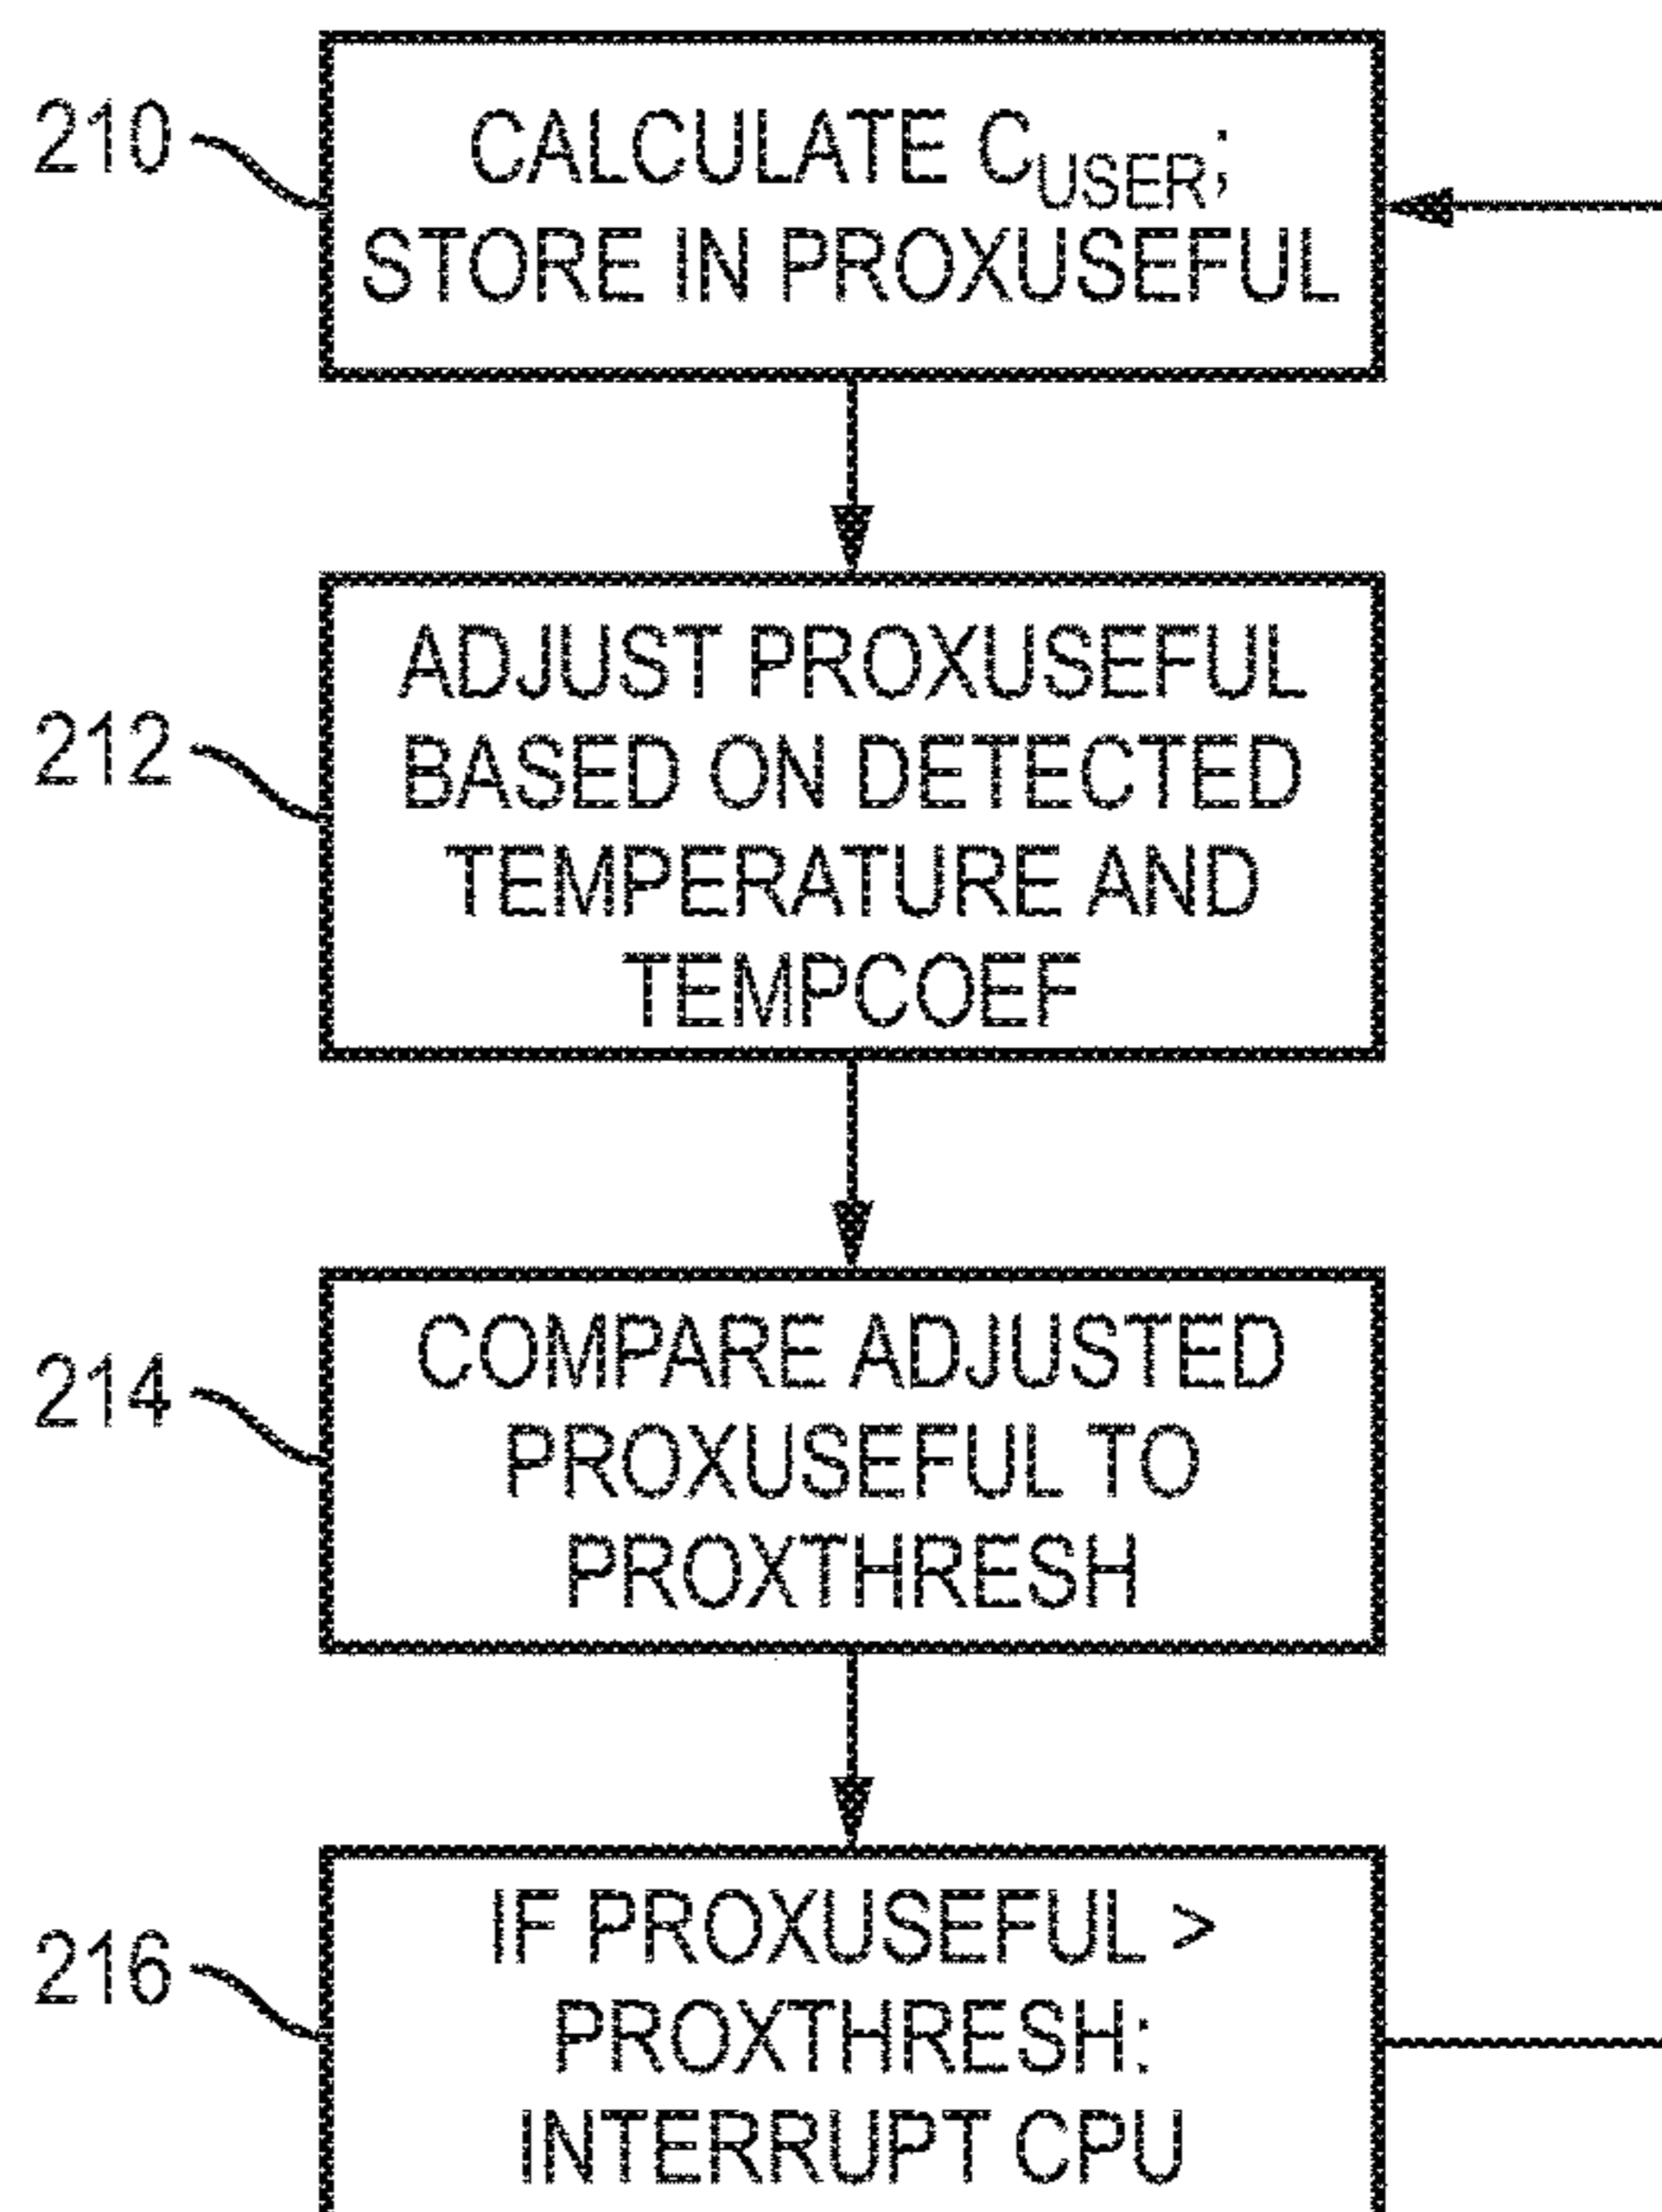 210
CALCULATE C_USER;
STORE IN PROXUSEFUL
212
ADJUST PROXUSEFUL
BASED ON DETECTED
TEMPERATURE AND
TEMPCOEF
214
COMPARE ADJUSTED
PROXUSEFUL TO
PROXTHRESH
216
IF PROXUSEFUL >
PROXTHRESH:
INTERRUPT CPU